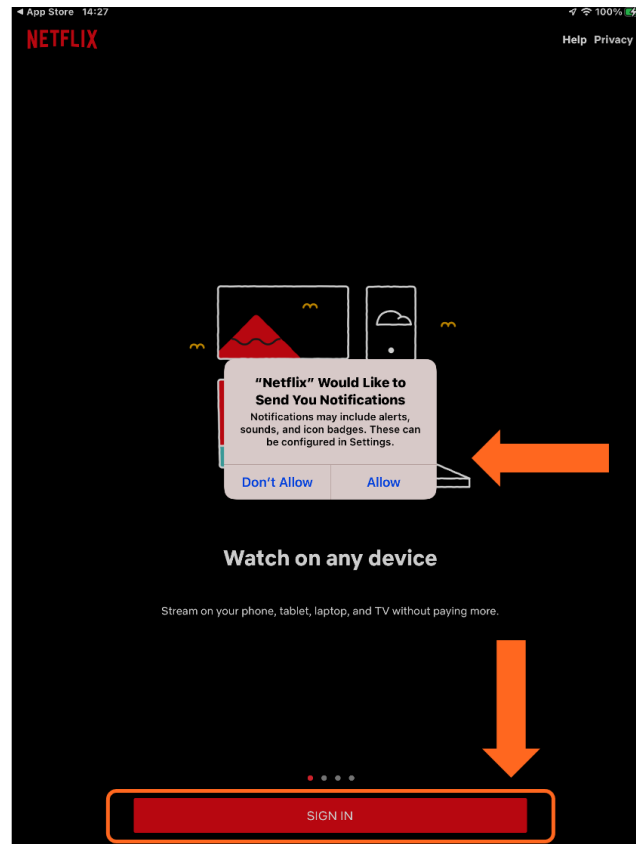 ◀ App Store 14:27
100%
NETFLIX
Help Privacy
“Netflix” Would Like to
Send You Notifications
Notifications may include alerts,
sounds, and icon badges. These can
be configured in Settings.
Don’t Allow Allow
Watch on any device
Stream on your phone, tablet, laptop, and TV without paying more.
SIGN IN